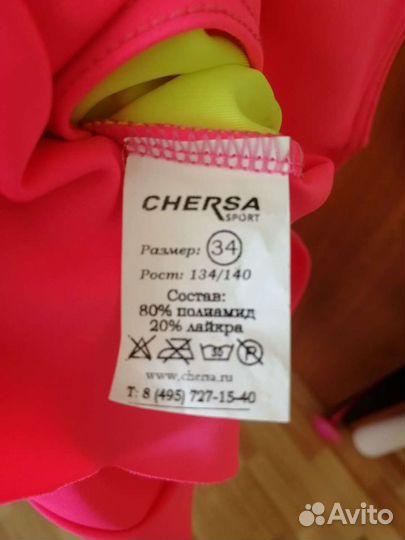 CHERSA
SPORT
Размер: 34
Рост: 134/140
Состав:
80% полиамид
20% лайкра
30 P
www.chersa.ru
Т: 8 (495) 727-15-40
Avito